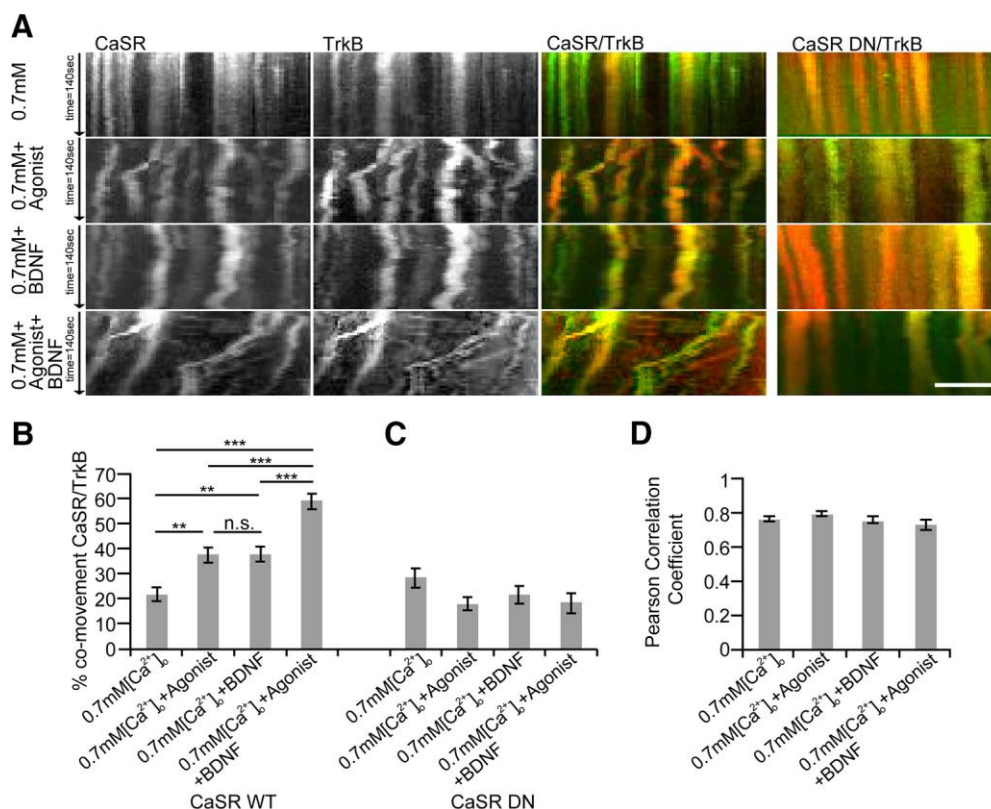 A
CaSR TrkB CaSR/TrkB CaSR DN/TrkB
0.7mM
time=140sec
0.7mM+
Agonist
time=140sec
0.7mM+
BDNF
time=140sec
0.7mM+
Agonist+
BDNF
time=140sec
B
% co-movement CaSR/TrkB
70
60
50
40
30
20
10
0
***
***
** ***
** n.s.
0.7mM[Ca²⁺]ₒ
0.7mM[Ca²⁺]ₒ+Agonist
0.7mM[Ca²⁺]ₒ+BDNF
0.7mM[Ca²⁺]ₒ+Agonist
+BDNF
CaSR WT
C
0.7mM[Ca²⁺]ₒ
0.7mM[Ca²⁺]ₒ+Agonist
0.7mM[Ca²⁺]ₒ+BDNF
0.7mM[Ca²⁺]ₒ+Agonist
+BDNF
CaSR DN
D
Pearson Correlation
Coefficient
1
0.8
0.6
0.4
0.2
0
0.7mM[Ca²⁺]ₒ
0.7mM[Ca²⁺]ₒ+Agonist
0.7mM[Ca²⁺]ₒ+BDNF
0.7mM[Ca²⁺]ₒ+Agonist
+BDNF